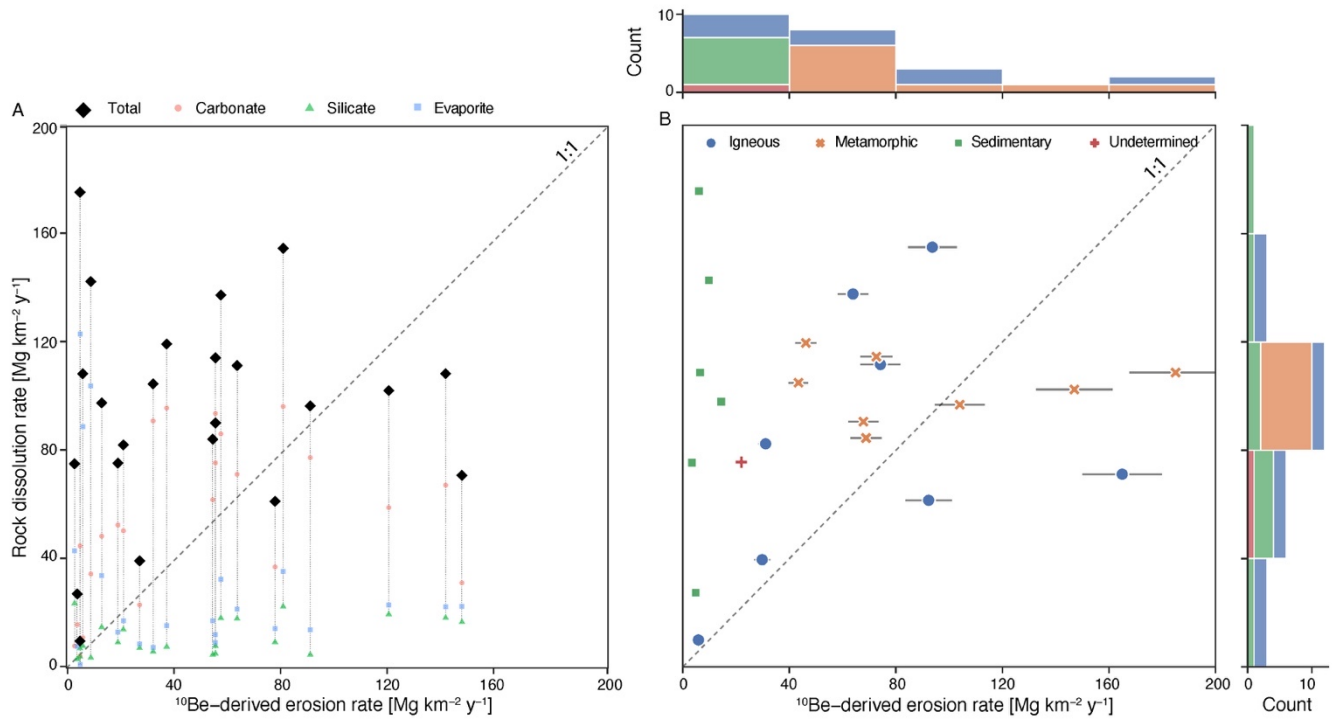 10
Count
0
A
Total
Carbonate
Silicate
Evaporite
B
200
160
120
80
40
0
Rock dissolution rate [Mg km⁻² y⁻¹]
1:1
0
40
80
120
160
200
¹⁰Be−derived erosion rate [Mg km⁻² y⁻¹]
Igneous
Metamorphic
Sedimentary
Undetermined
1:1
0
40
80
120
160
200
¹⁰Be−derived erosion rate [Mg km⁻² y⁻¹]
0
10
Count